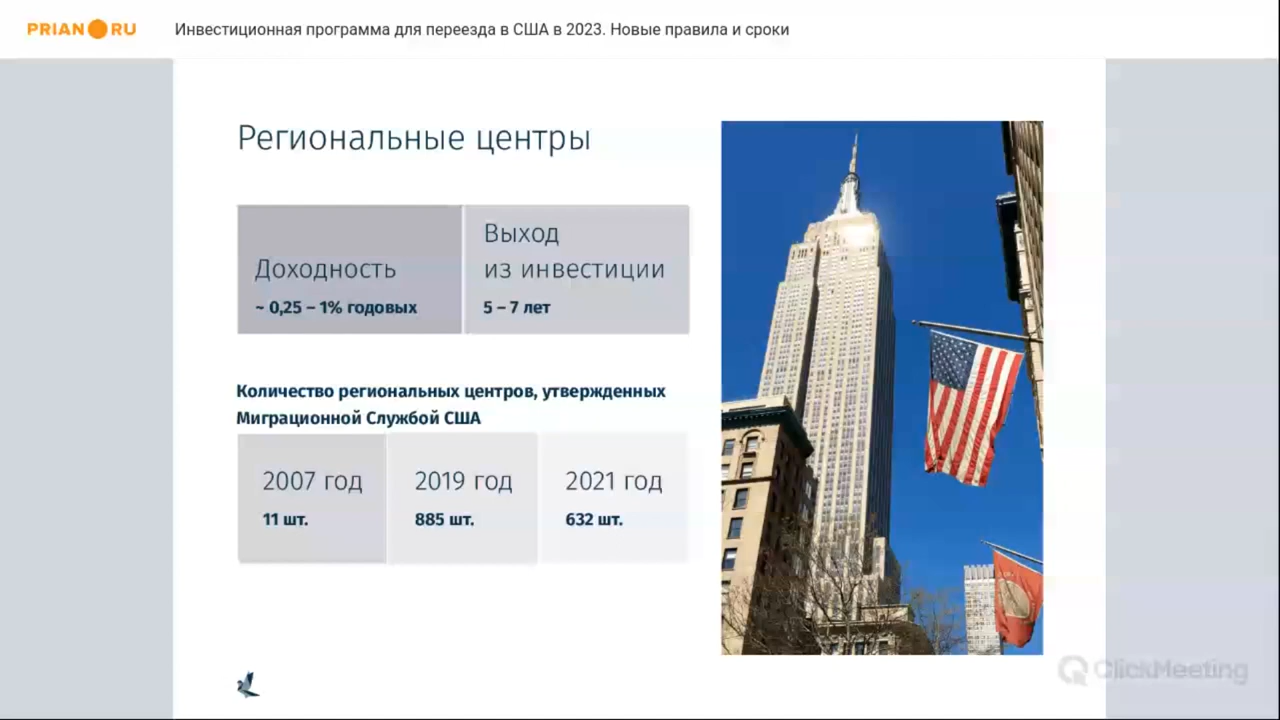 PRIAN RU
Инвестиционная программа для переезда в США в 2023. Новые правила и сроки
Региональные центры
Доходность
~ 0,25 – 1% годовых
Выход
из инвестиции
5 – 7 лет
Количество региональных центров, утвержденных
Миграционной Службой США
2007 год
11 шт.
2019 год
885 шт.
2021 год
632 шт.
ClickMeeting